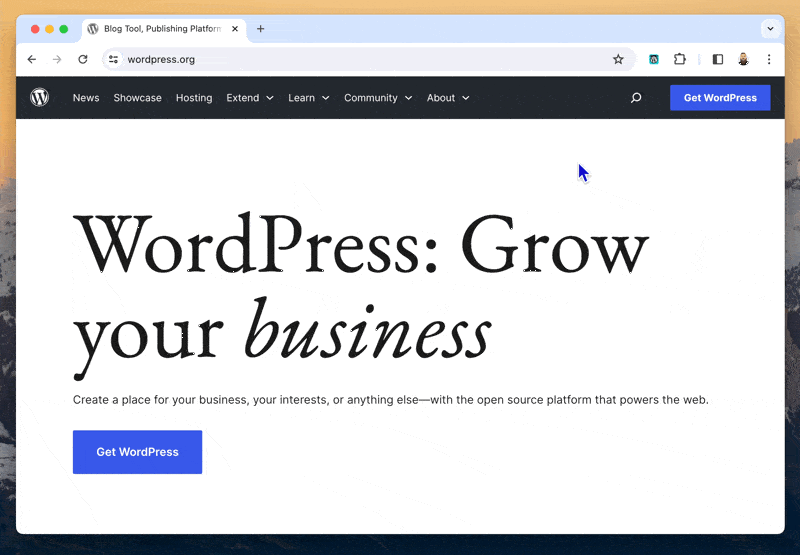 Blog Tool, Publishing Platform
wordpress.org
News Showcase Hosting Extend Learn Community About Get WordPress
WordPress: Grow
your business
Create a place for your business, your interests, or anything else—with the open source platform that powers the web.
Get WordPress